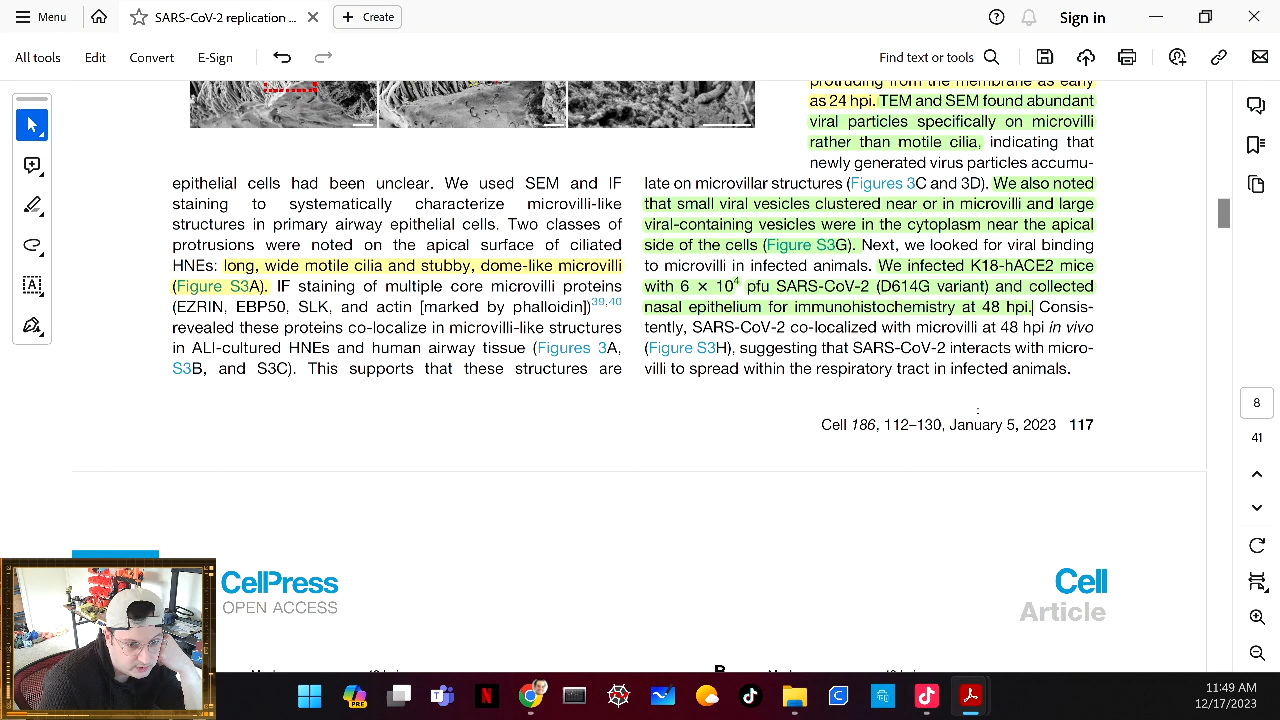 Menu
SARS-CoV-2 replication ...
Create
Sign in
All tools
Edit
Convert
E-Sign
Find text or tools
protruding from the membrane as early
as 24 hpi. TEM and SEM found abundant
viral particles specifically on microvilli
rather than motile cilia, indicating that
newly generated virus particles accumu-
epithelial cells had been unclear. We used SEM and IF
staining to systematically characterize microvilli-like
structures in primary airway epithelial cells. Two classes of
protrusions were noted on the apical surface of ciliated
HNEs: long, wide motile cilia and stubby, dome-like microvilli
(Figure S3A). IF staining of multiple core microvilli proteins
(EZRIN, EBP50, SLK, and actin [marked by phalloidin])39,40
revealed these proteins co-localize in microvilli-like structures
in ALI-cultured HNEs and human airway tissue (Figures 3A,
S3B, and S3C). This supports that these structures are
late on microvillar structures (Figures 3C and 3D). We also noted
that small viral vesicles clustered near or in microvilli and large
viral-containing vesicles were in the cytoplasm near the apical
side of the cells (Figure S3G). Next, we looked for viral binding
to microvilli in infected animals. We infected K18-hACE2 mice
with 6 × 10⁴ pfu SARS-CoV-2 (D614G variant) and collected
nasal epithelium for immunohistochemistry at 48 hpi. Consis-
tently, SARS-CoV-2 co-localized with microvilli at 48 hpi in vivo
(Figure S3H), suggesting that SARS-CoV-2 interacts with micro-
villi to spread within the respiratory tract in infected animals.
Cell 186, 112–130, January 5, 2023 117
8
41
CellPress
OPEN ACCESS
Cell
Article
B
PRE
11:49 AM
12/17/2023